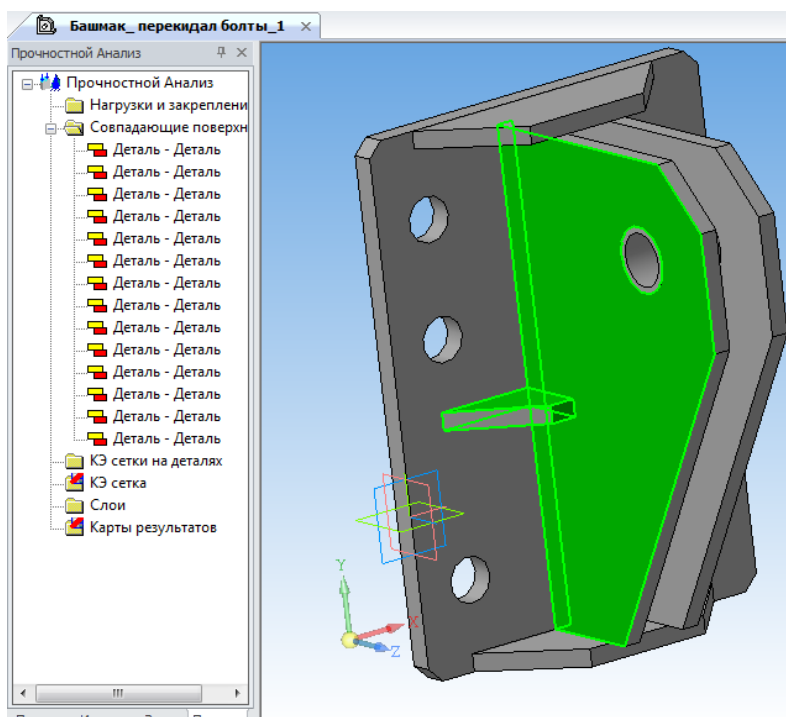 Башмак_ перекидал болты_1
Прочностной Анализ
Прочностной Анализ
Нагрузки и закреплени
Совпадающие поверхн
Деталь - Деталь
Деталь - Деталь
Деталь - Деталь
Деталь - Деталь
Деталь - Деталь
Деталь - Деталь
Деталь - Деталь
Деталь - Деталь
Деталь - Деталь
Деталь - Деталь
Деталь - Деталь
Деталь - Деталь
Деталь - Деталь
Деталь - Деталь
КЭ сетки на деталях
КЭ сетка
Слои
Карты результатов
Y
X
Z